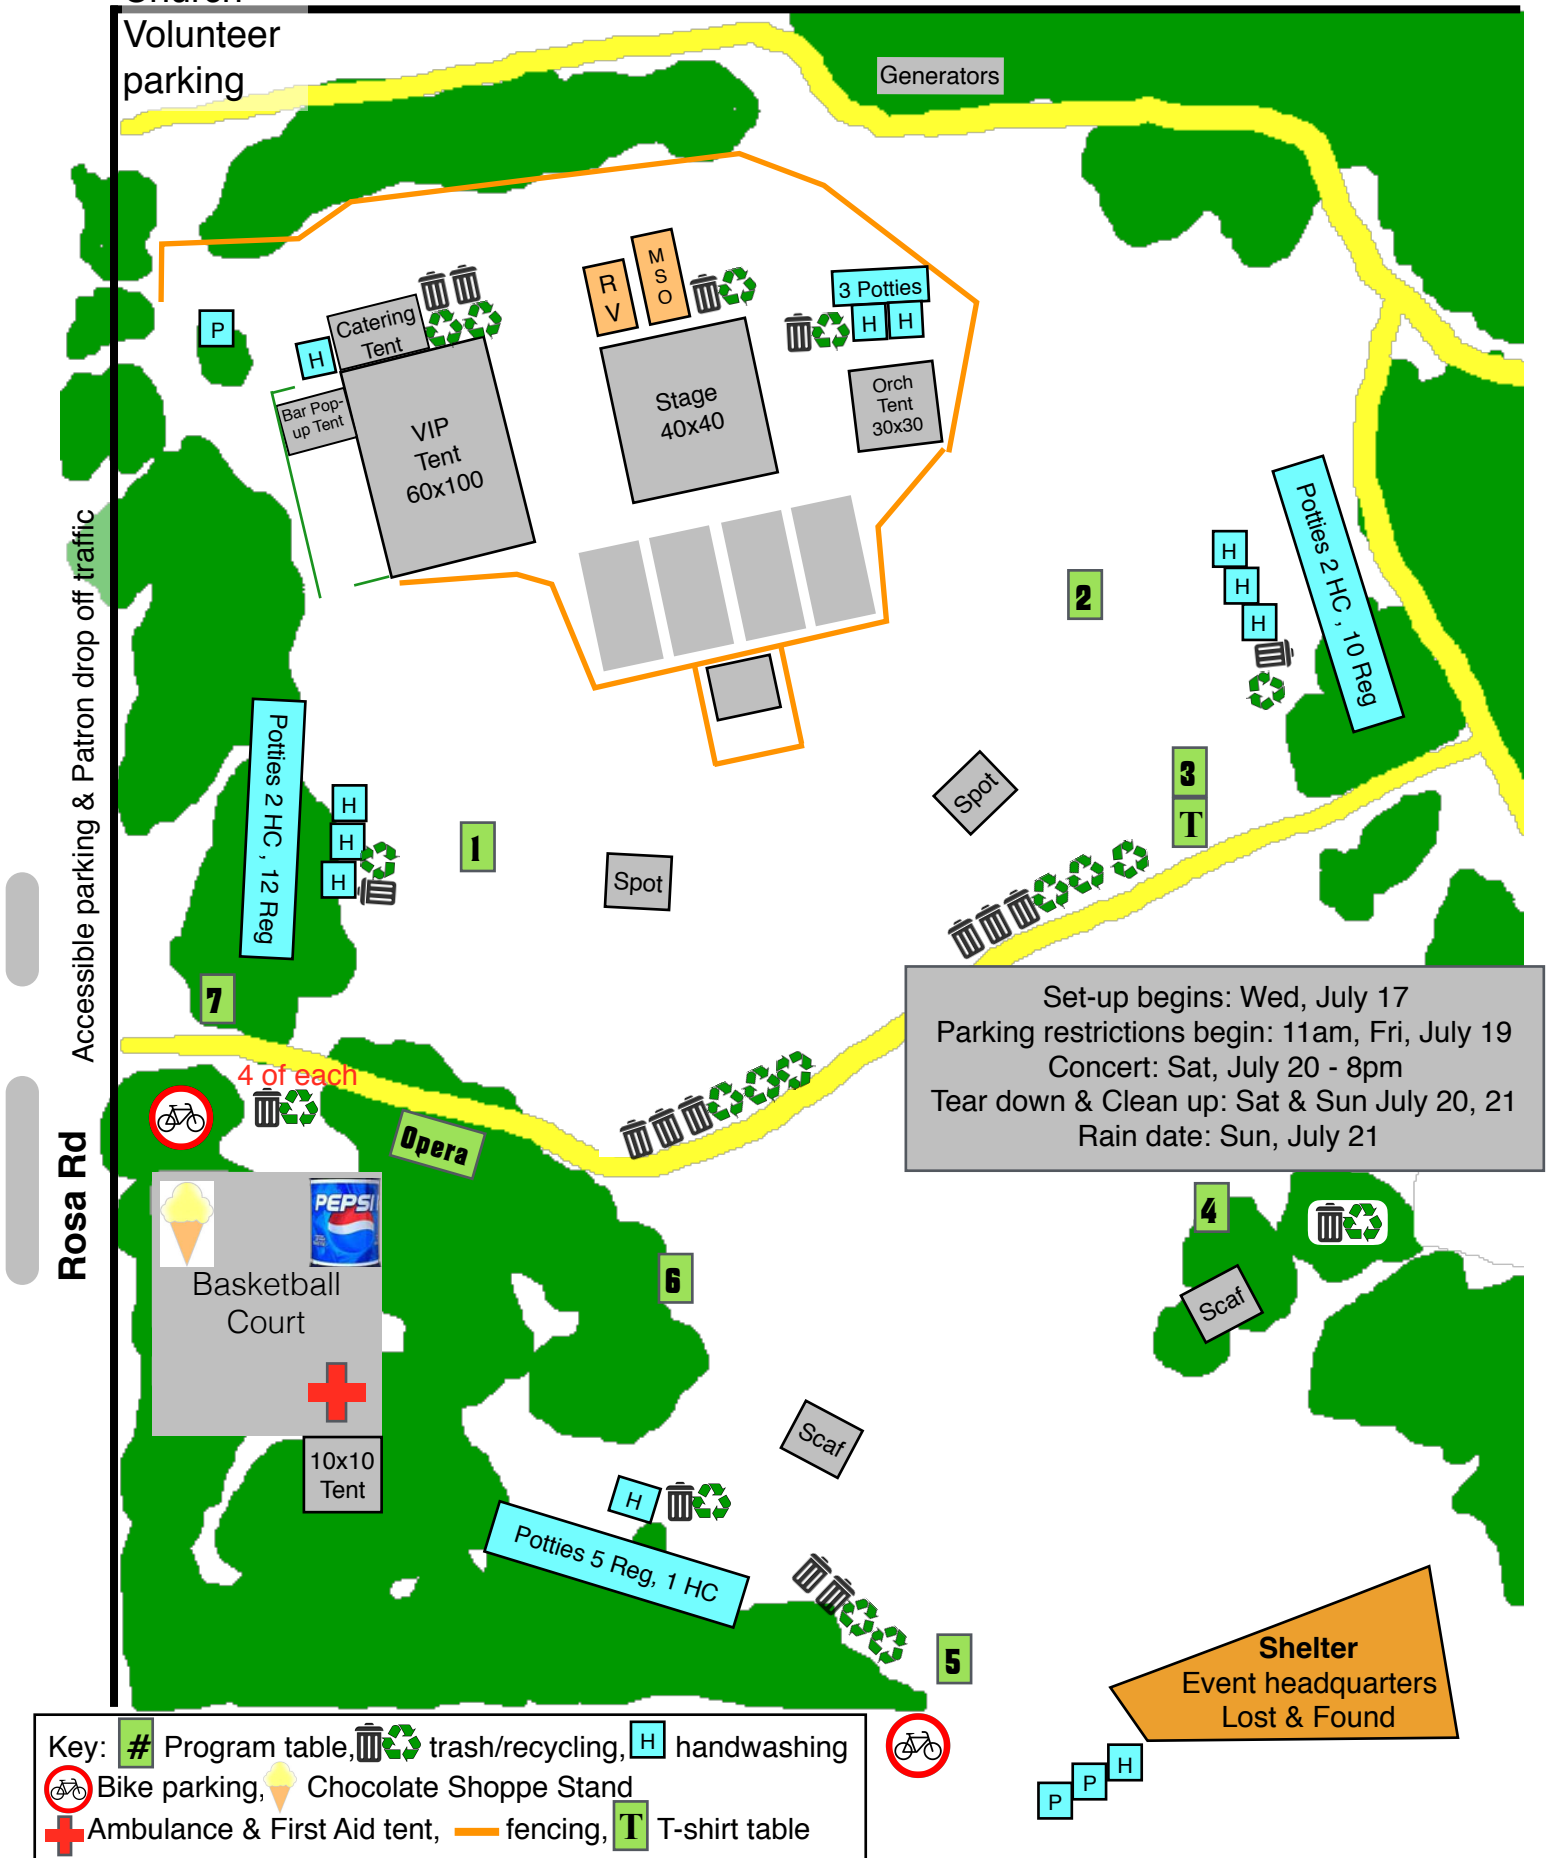 Church
Volunteer
parking
Generators
R
V
M
S
O
3 Potties
H
H
P
H
Catering
Tent
Bar Pop-
up Tent
VIP
Tent
60x100
Stage
40x40
Orch
Tent
30x30
Accessible parking & Patron drop off traffic
Rosa Rd
2
H
H
H
Potties 2 HC , 10 Reg
Potties 2 HC , 12 Reg
H
H
H
1
Spot
Spot
3
T
7
4 of each
Opera
Set-up begins: Wed, July 17
Parking restrictions begin: 11am, Fri, July 19
Concert: Sat, July 20 - 8pm
Tear down & Clean up: Sat & Sun July 20, 21
Rain date: Sun, July 21
PEPSI
Basketball
Court
6
4
Scaf
Scaf
10x10
Tent
H
Potties 5 Reg, 1 HC
5
Shelter
Event headquarters
Lost & Found
H
P
P
Key: # Program table, trash/recycling, H handwashing
Bike parking, Chocolate Shoppe Stand
Ambulance & First Aid tent, fencing, T T-shirt table